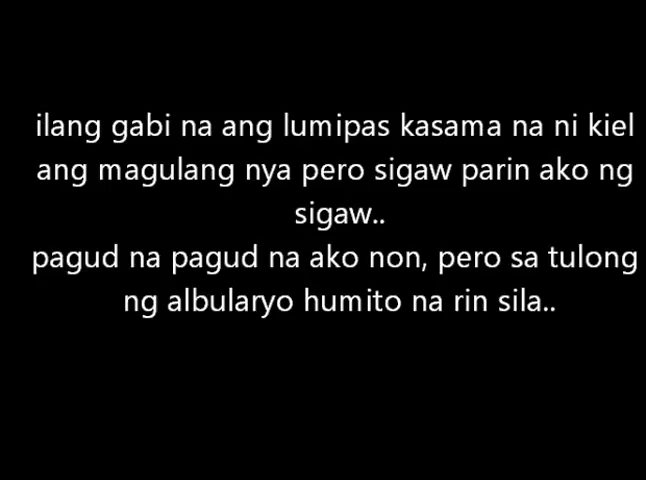 ilang gabi na ang lumipas kasama na ni kiel
ang magulang nya pero sigaw parin ako ng
sigaw..
pagud na pagud na ako non, pero sa tulong
ng albularyo humito na rin sila..